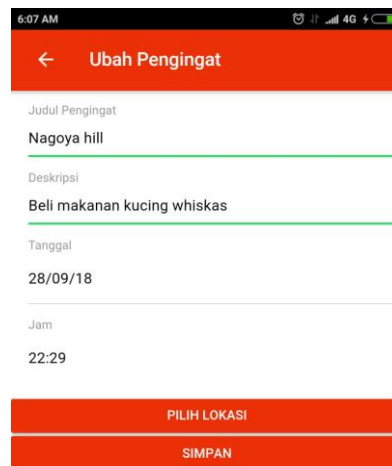 6:07 AM 4G
Ubah Pengingat
Judul Pengingat
Nagoya hill
Deskripsi
Beli makanan kucing whiskas
Tanggal
28/09/18
Jam
22:29
PILIH LOKASI
SIMPAN